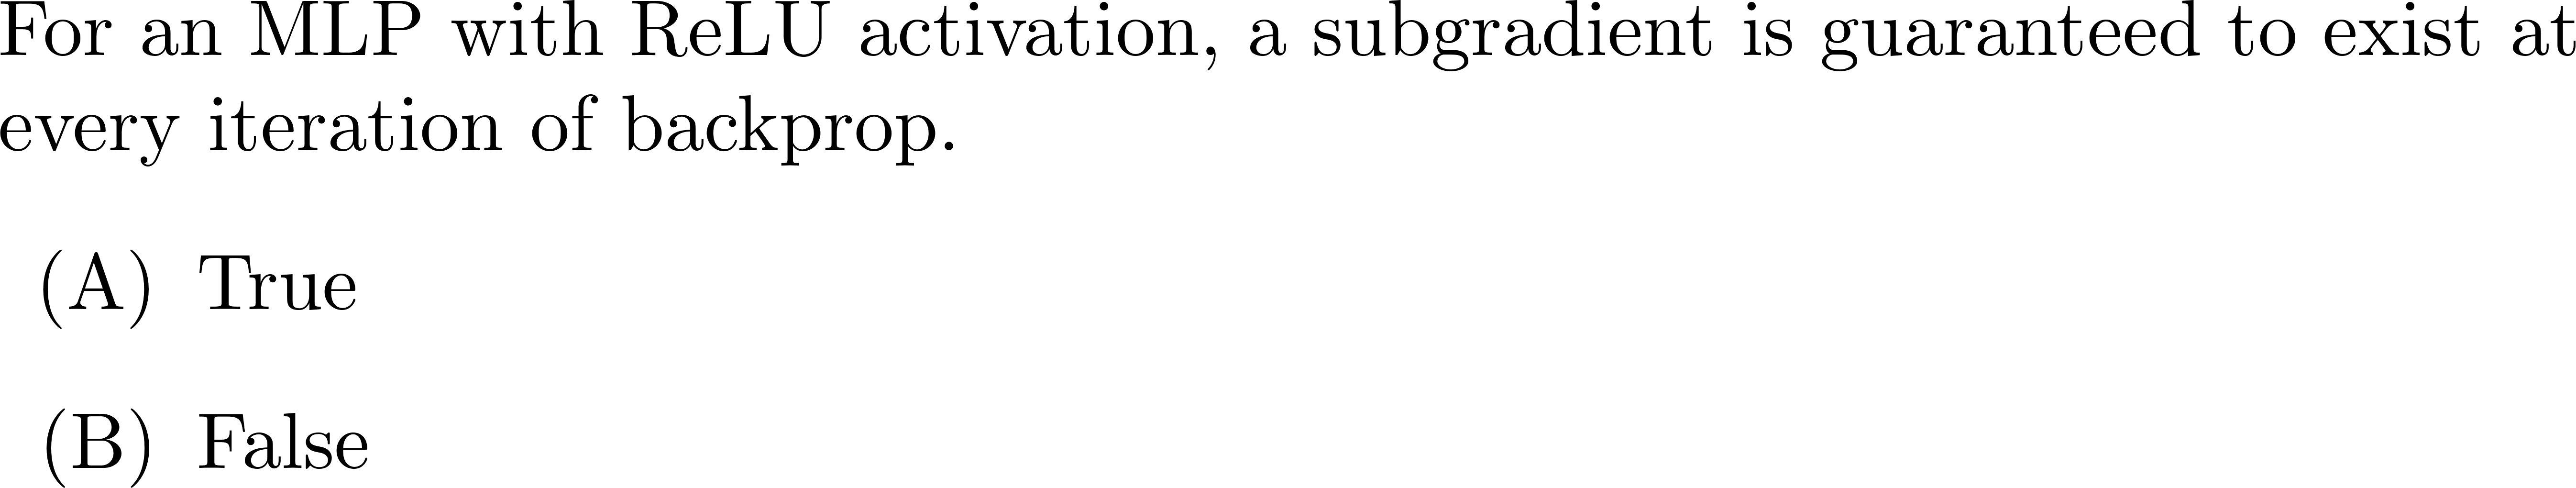 For an MLP with ReLU activation, a subgradient is guaranteed to exist at
every iteration of backprop.
(A) True
(B) False